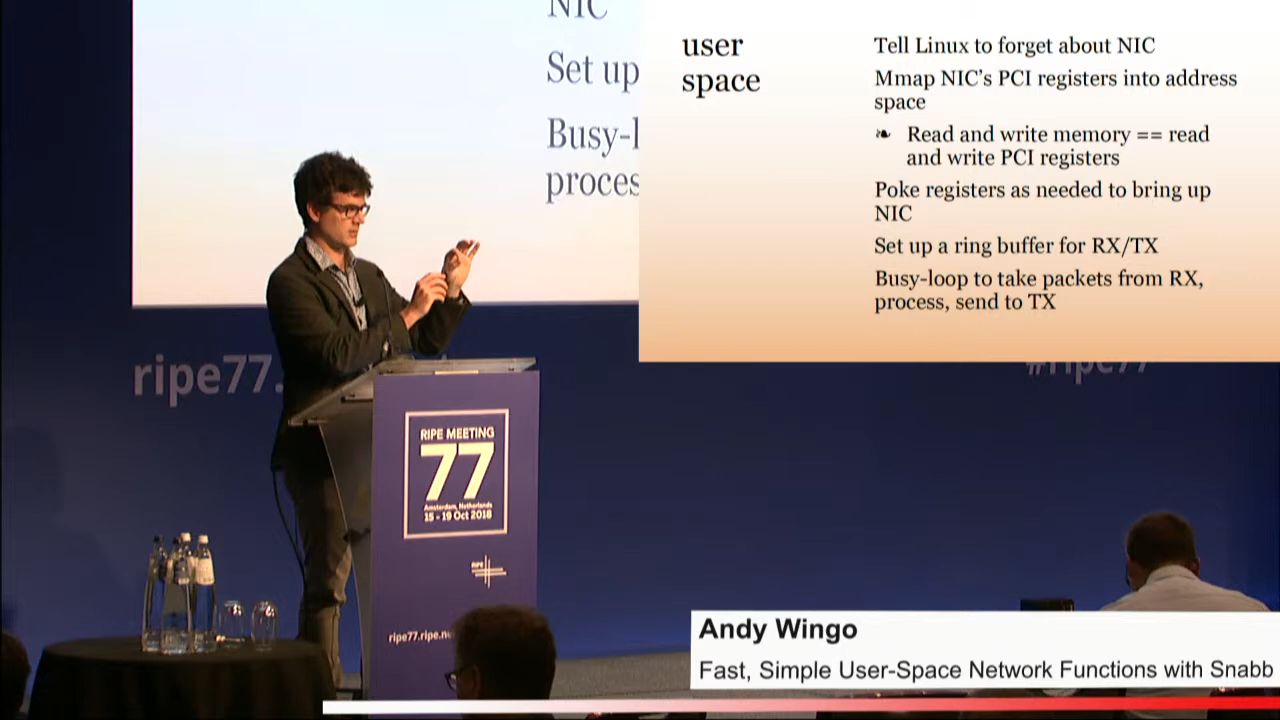 NIC
Set up
Busy-l
proces
user
space
Tell Linux to forget about NIC
Mmap NIC's PCI registers into address
space
❧ Read and write memory == read
and write PCI registers
Poke registers as needed to bring up
NIC
Set up a ring buffer for RX/TX
Busy-loop to take packets from RX,
process, send to TX
ripe77.
#ripe77
RIPE MEETING
77
Amsterdam, Netherlands
15 - 19 Oct 2018
RIPE
ripe77.ripe.n
Andy Wingo
Fast, Simple User-Space Network Functions with Snabb